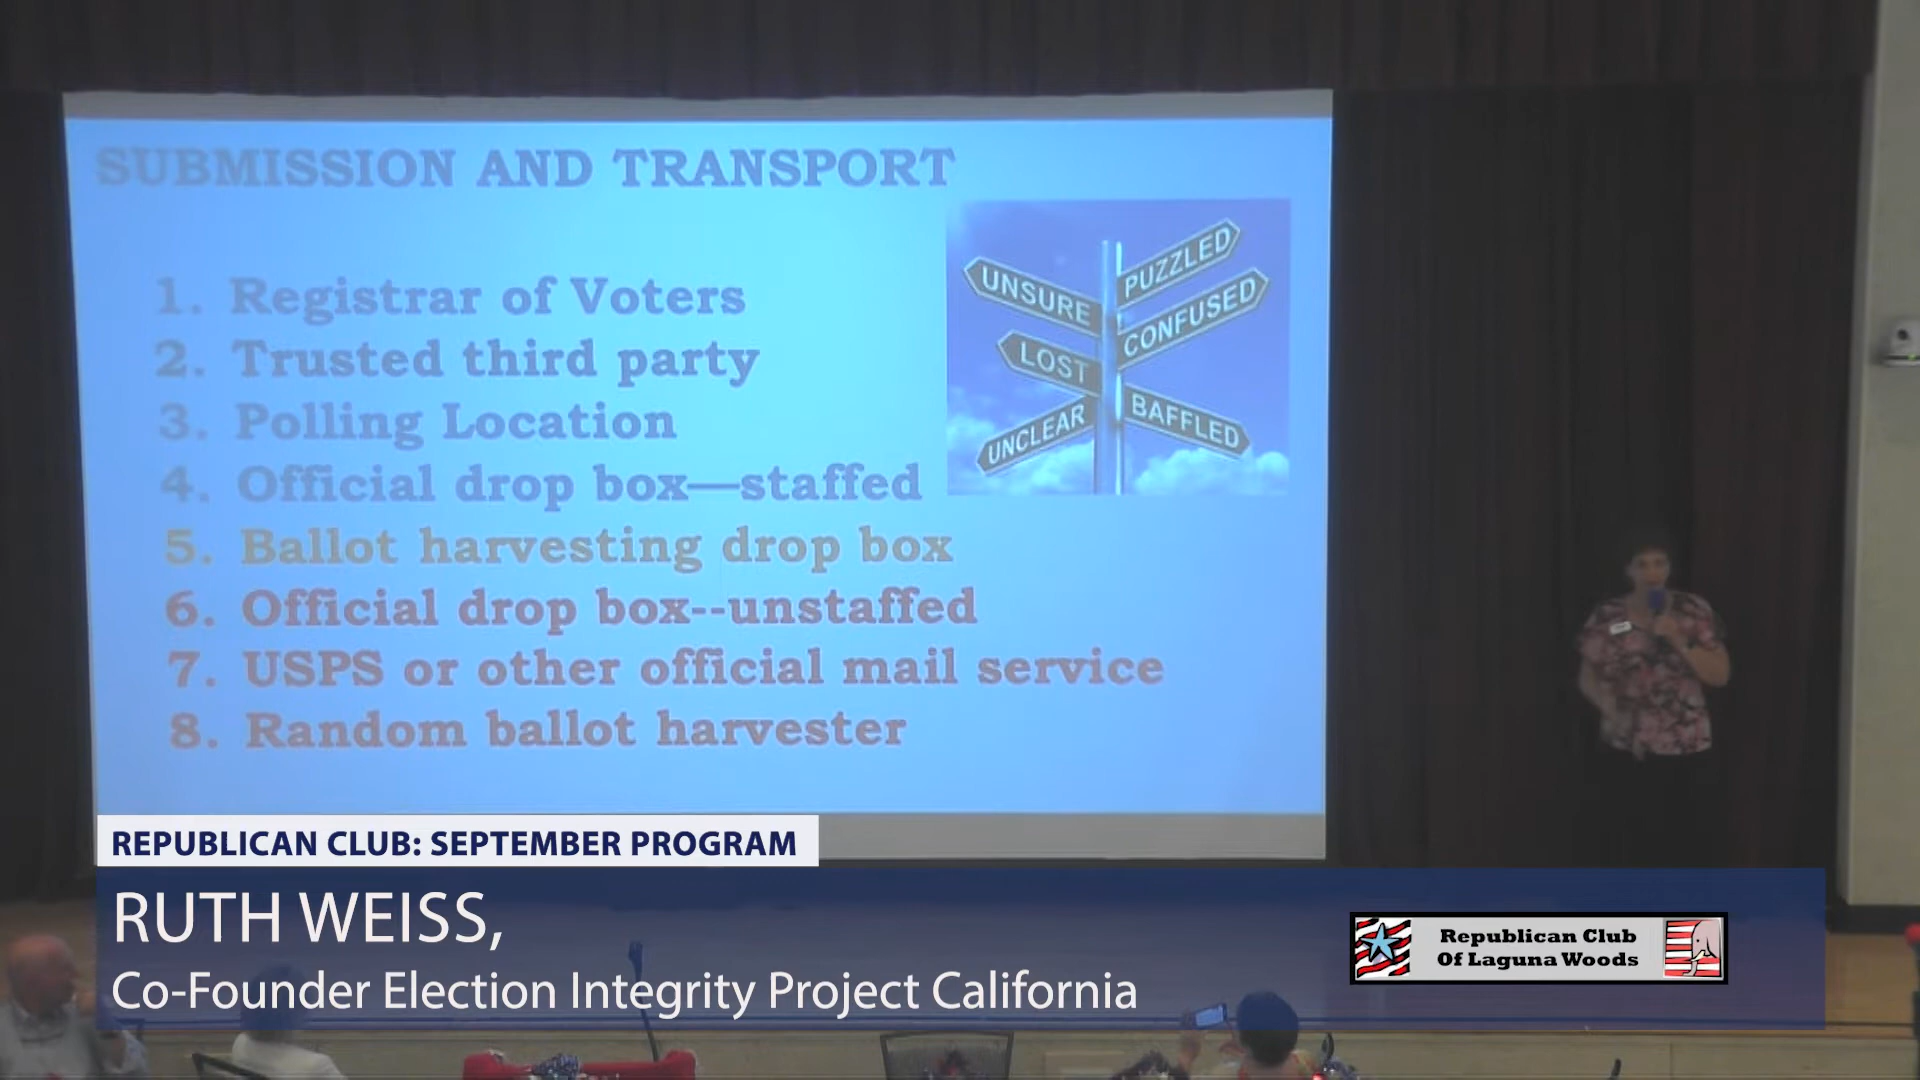 SUBMISSION AND TRANSPORT
1. Registrar of Voters
2. Trusted third party
3. Polling Location
4. Official drop box—staffed
5. Ballot harvesting drop box
6. Official drop box--unstaffed
7. USPS or other official mail service
8. Random ballot harvester
PUZZLED
UNSURE
CONFUSED
LOST
BAFFLED
UNCLEAR
REPUBLICAN CLUB: SEPTEMBER PROGRAM
RUTH WEISS,
Co-Founder Election Integrity Project California
Republican Club
Of Laguna Woods